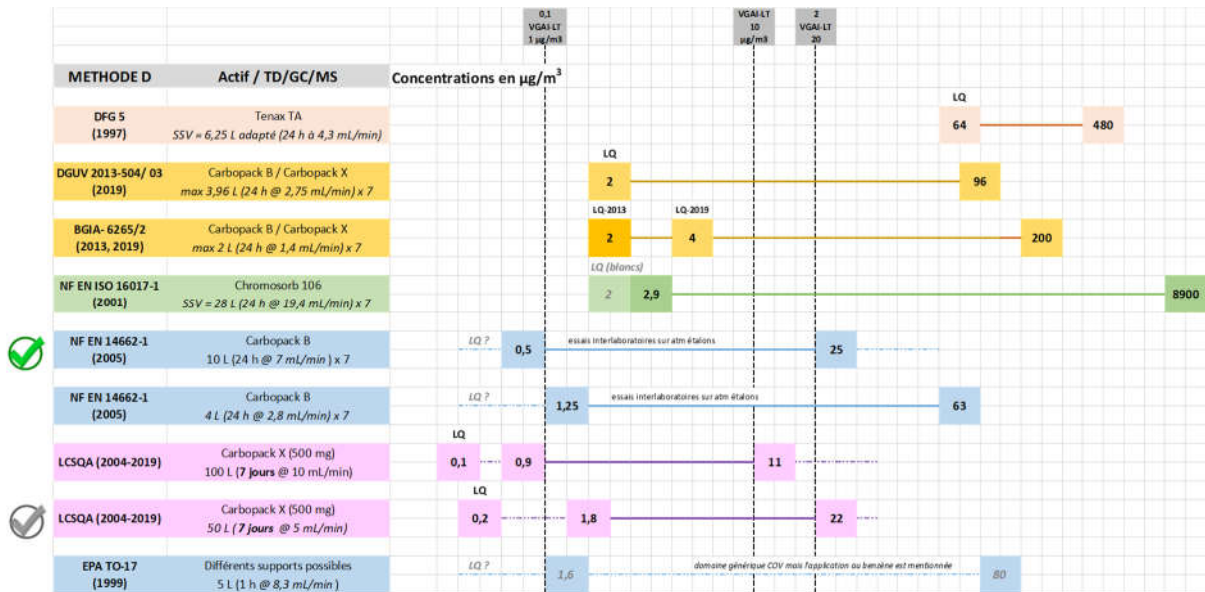 0,1
VGAI-LT
1 µg/m3
VGAI-LT
10
µg/m3
2
VGAI-LT
20
METHODE D
Actif / TD/GC/MS
Concentrations en µg/m³
DFG 5
(1997)
Tenax TA
SSV = 6,25 L adapté (24 h à 4,3 mL/min)
LQ
64
480
DGUV 2013-504/ 03
(2019)
Carbopack B / Carbopack X
max 3,96 L (24 h @ 2,75 mL/min) x 7
LQ
2
96
BGIA- 6265/2
(2013, 2019)
Carbopack B / Carbopack X
max 2 L (24 h @ 1,4 mL/min) x 7
LQ-2013
LQ-2019
2
4
200
NF EN ISO 16017-1
(2001)
Chromosorb 106
SSV = 28 L (24 h @ 19,4 mL/min) x 7
LQ (blancs)
2
2,9
8900
NF EN 14662-1
(2005)
Carbopack B
10 L (24 h @ 7 mL/min ) x 7
LQ ?
0,5
essais interlaboratoires sur atm étalons
25
NF EN 14662-1
(2005)
Carbopack B
4 L (24 h @ 2,8 mL/min) x 7
LQ ?
1,25
essais interlaboratoires sur atm étalons
63
LCSQA (2004-2019)
Carbopack X (500 mg)
100 L (7 jours @ 10 mL/min)
LQ
0,1
0,9
11
LCSQA (2004-2019)
Carbopack X (500 mg)
50 L ( 7 jours @ 5 mL/min)
LQ
0,2
1,8
22
EPA TO-17
(1999)
Différents supports possibles
5 L (1 h @ 8,3 mL/min )
LQ ?
1,6
domaine générique COV mais l'application au benzène est mentionnée
80